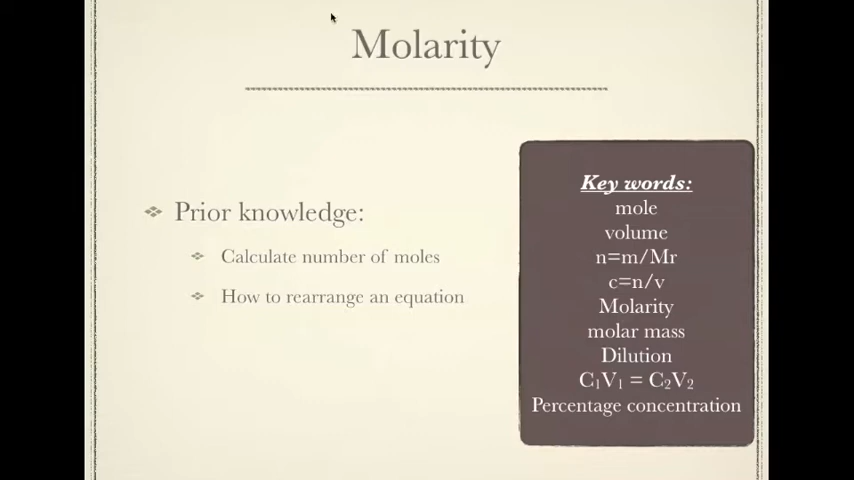 Molarity
Prior knowledge:
Calculate number of moles
How to rearrange an equation
Key words:
mole
volume
n=m/Mr
c=n/v
Molarity
molar mass
Dilution
C₁V₁ = C₂V₂
Percentage concentration